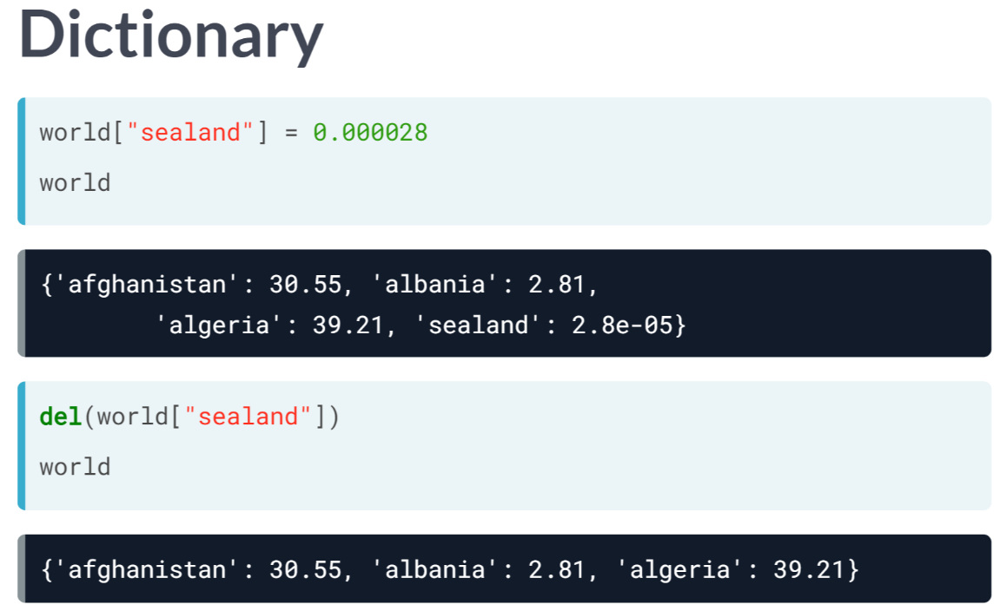 Dictionary
world["sealand"] = 0.000028
world
{'afghanistan': 30.55, 'albania': 2.81,
'algeria': 39.21, 'sealand': 2.8e-05}
del(world["sealand"])
world
{'afghanistan': 30.55, 'albania': 2.81, 'algeria': 39.21}